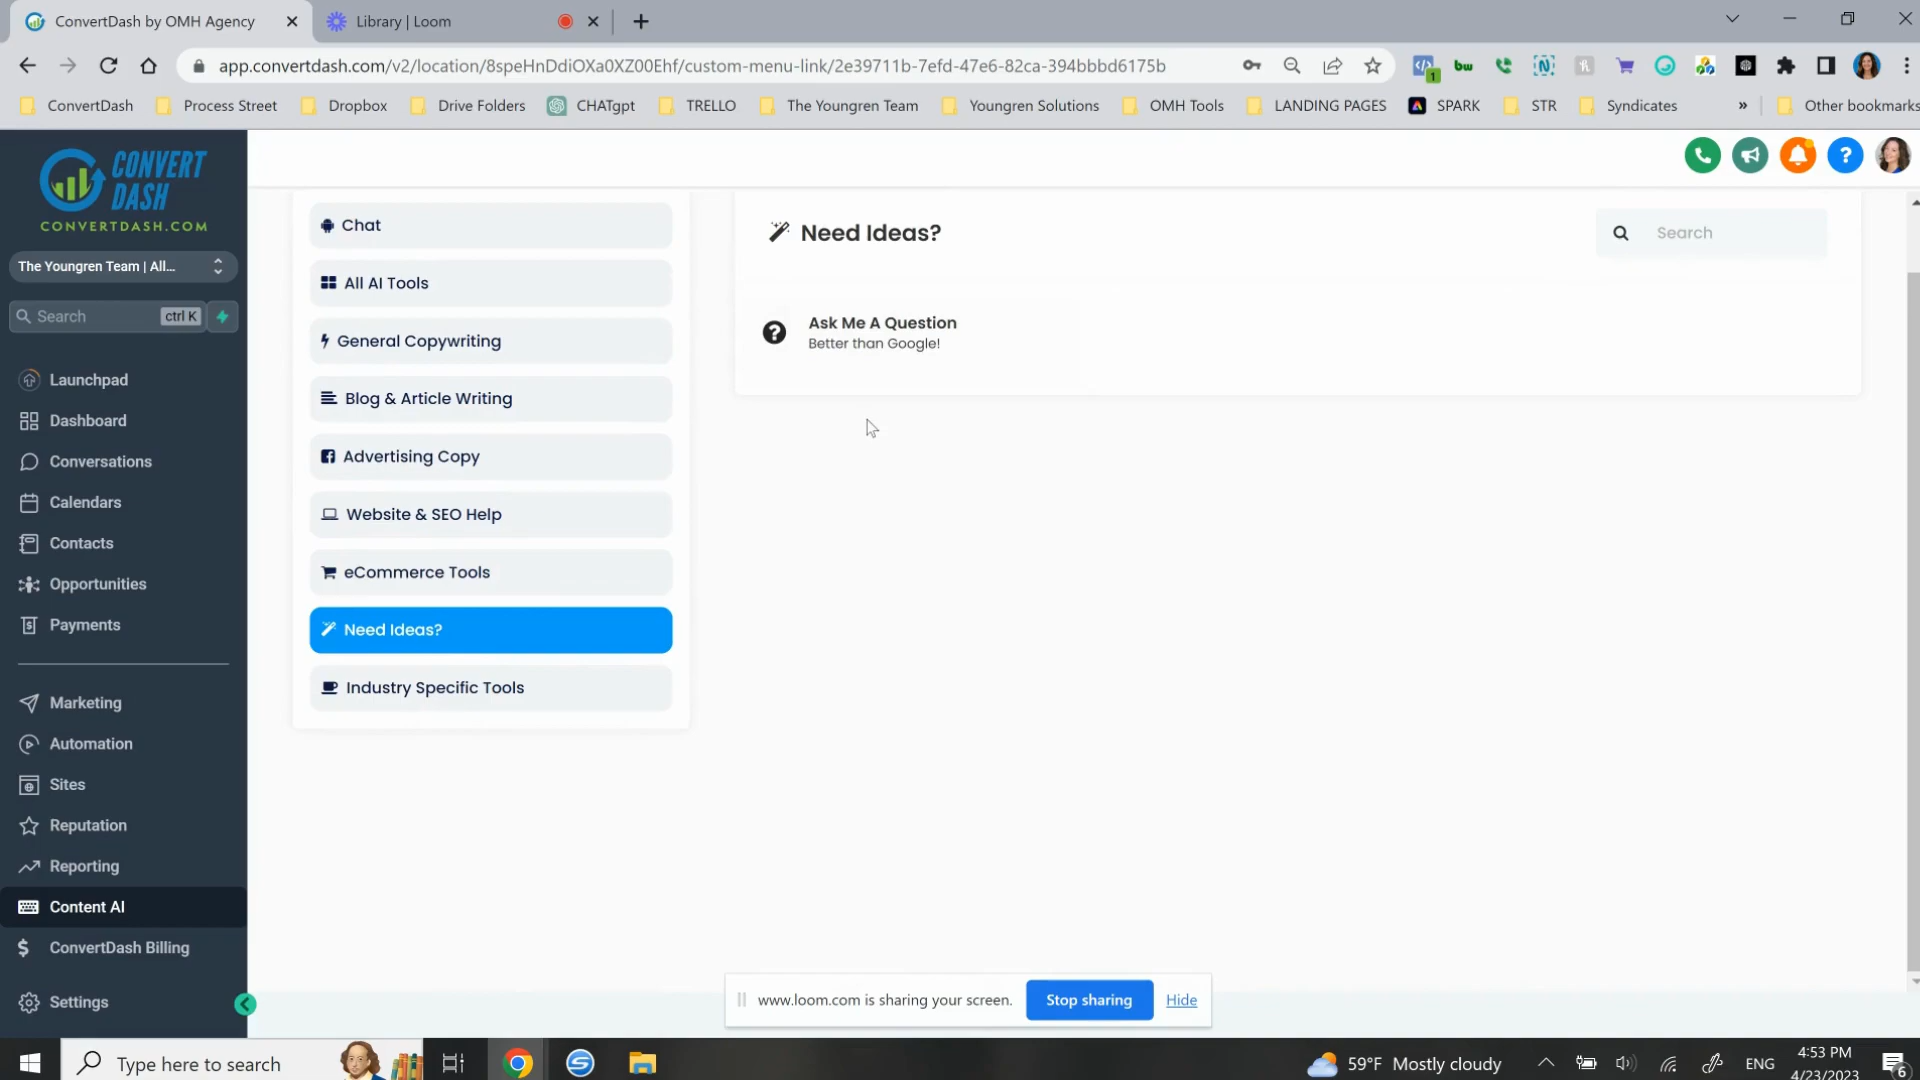 ConvertDash by OMH Agency
Library | Loom
app.convertdash.com/v2/location/8speHnDdiOXa0XZ00Ehf/custom-menu-link/2e39711b-7efd-47e6-82ca-394bbbd6175b
1
bw
ConvertDash
Process Street
Dropbox
Drive Folders
CHATgpt
TRELLO
The Youngren Team
Youngren Solutions
OMH Tools
LANDING PAGES
SPARK
STR
Syndicates
»
Other bookmarks
CONVERT
DASH
CONVERTDASH.COM
The Youngren Team | All...
Search
ctrl K
Launchpad
Dashboard
Conversations
Calendars
Contacts
Opportunities
Payments
Marketing
Automation
Sites
Reputation
Reporting
Content AI
ConvertDash Billing
Settings
Chat
All AI Tools
General Copywriting
Blog & Article Writing
Advertising Copy
Website & SEO Help
eCommerce Tools
Need Ideas?
Industry Specific Tools
Need Ideas?
Search
Ask Me A Question
Better than Google!
www.loom.com is sharing your screen.
Stop sharing
Hide
Type here to search
59°F Mostly cloudy
ENG
4:53 PM
4/23/2023
6